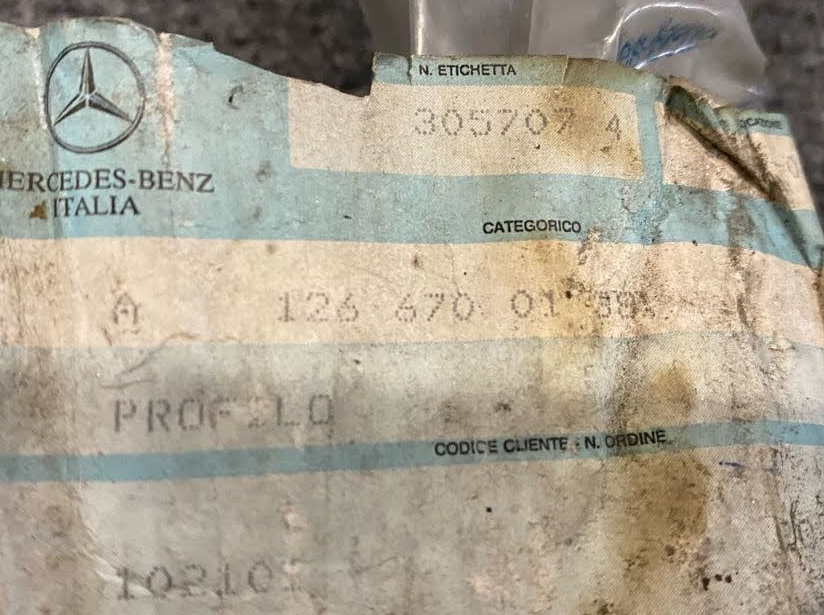 N. ETICHETTA
305707 4
MERCEDES-BENZ
ITALIA
CATEGORICO
A 126 670 01
PROFILO
CODICE CLIENTE - N. ORDINE